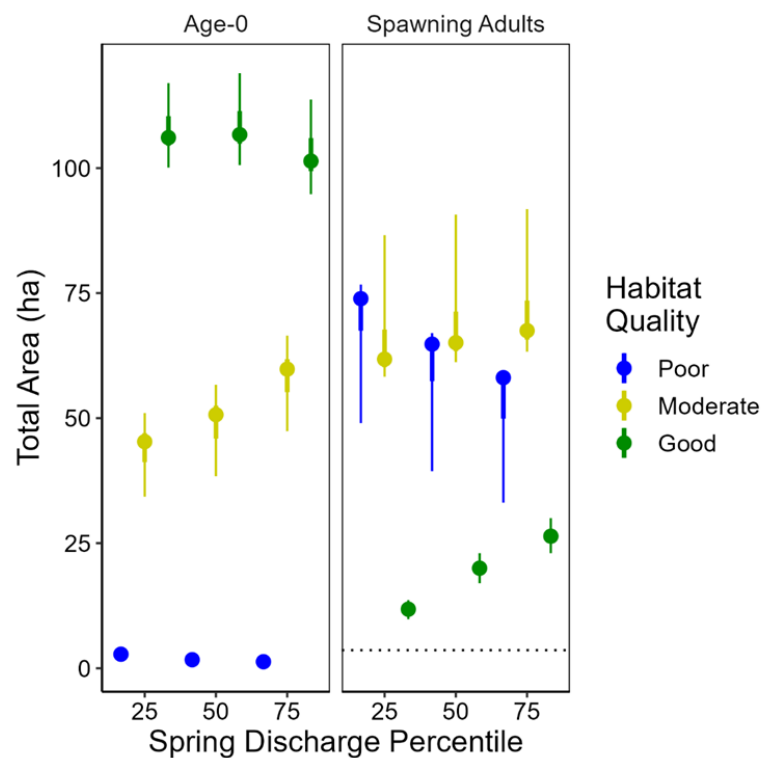 Age-0
Spawning Adults
Total Area (ha)
100
75
50
25
0
25 50 75
25 50 75
Spring Discharge Percentile
Habitat
Quality
Poor
Moderate
Good